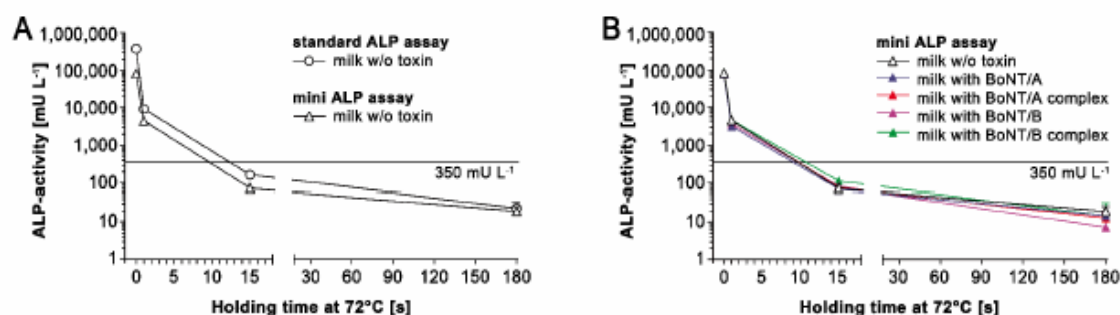 A
1,000,000
100,000
10,000
1,000
100
10
1
ALP-activity [mU L⁻¹]
standard ALP assay
milk w/o toxin
mini ALP assay
milk w/o toxin
350 mU L⁻¹
0 5 10 15 30 60 90 120 150 180
Holding time at 72°C [s]
B
1,000,000
100,000
10,000
1,000
100
10
1
ALP-activity [mU L⁻¹]
mini ALP assay
milk w/o toxin
milk with BoNT/A
milk with BoNT/A complex
milk with BoNT/B
milk with BoNT/B complex
350 mU L⁻¹
0 5 10 15 30 60 90 120 150 180
Holding time at 72°C [s]